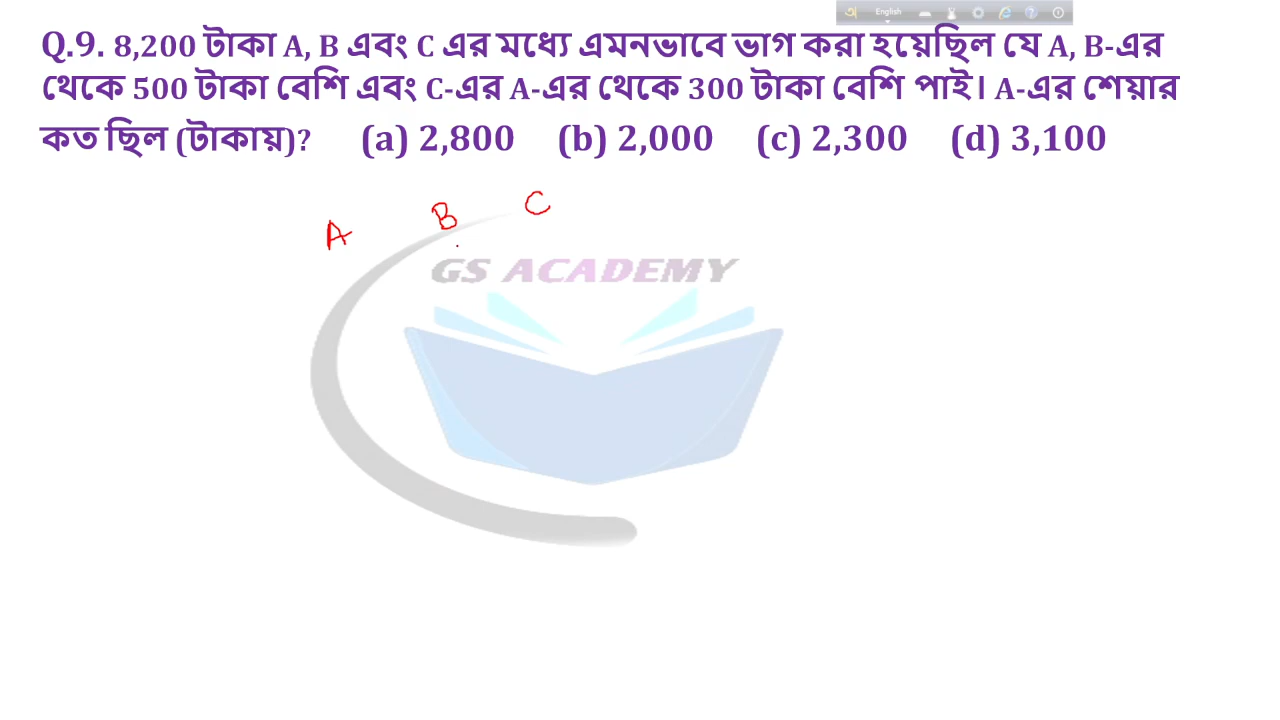 English
Q.9. 8,200 টাকা A, B এবং C এর মধ্যে এমনভাবে ভাগ করা হয়েছিল যে A, B-এর
থেকে 500 টাকা বেশি এবং C-এর A-এর থেকে 300 টাকা বেশি পাই। A-এর শেয়ার
কত ছিল (টাকায়)? (a) 2,800 (b) 2,000 (c) 2,300 (d) 3,100
A B C
GS ACADEMY